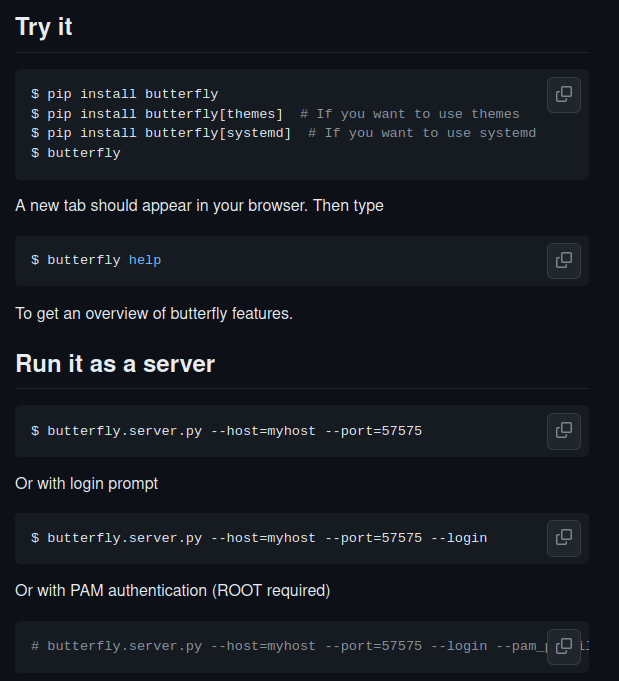 Try it
$ pip install butterfly
$ pip install butterfly[themes]  # If you want to use themes
$ pip install butterfly[systemd]  # If you want to use systemd
$ butterfly
A new tab should appear in your browser. Then type
$ butterfly help
To get an overview of butterfly features.
Run it as a server
$ butterfly.server.py --host=myhost --port=57575
Or with login prompt
$ butterfly.server.py --host=myhost --port=57575 --login
Or with PAM authentication (ROOT required)
# butterfly.server.py --host=myhost --port=57575 --login